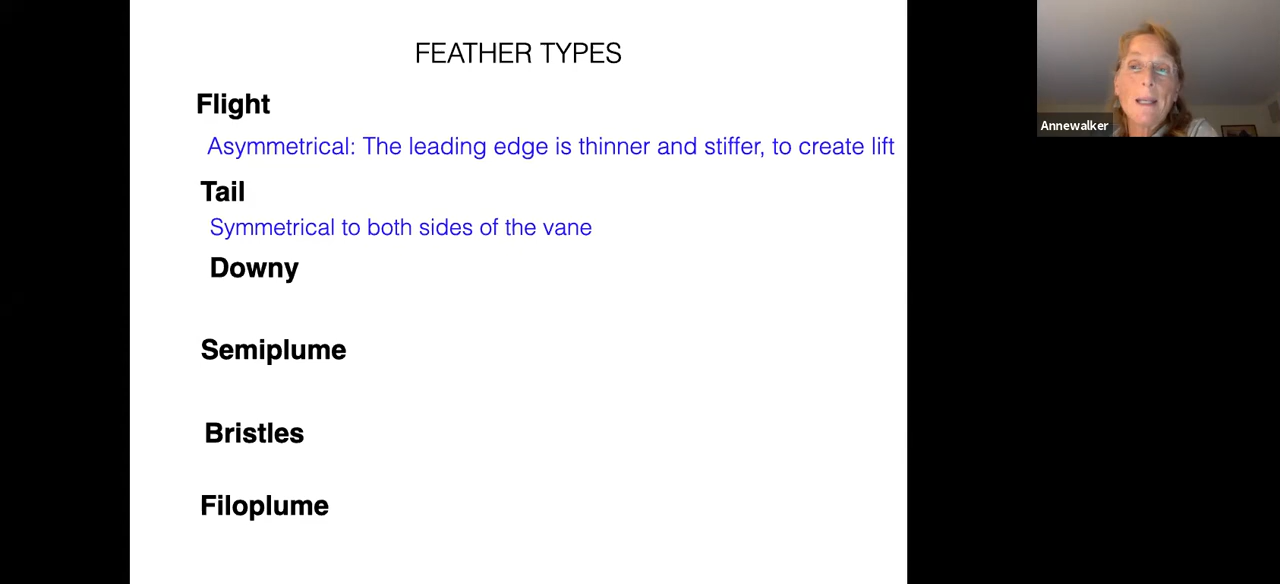 FEATHER TYPES
Flight
Asymmetrical: The leading edge is thinner and stiffer, to create lift
Tail
Symmetrical to both sides of the vane
Downy
Semiplume
Bristles
Filoplume
Annewalker